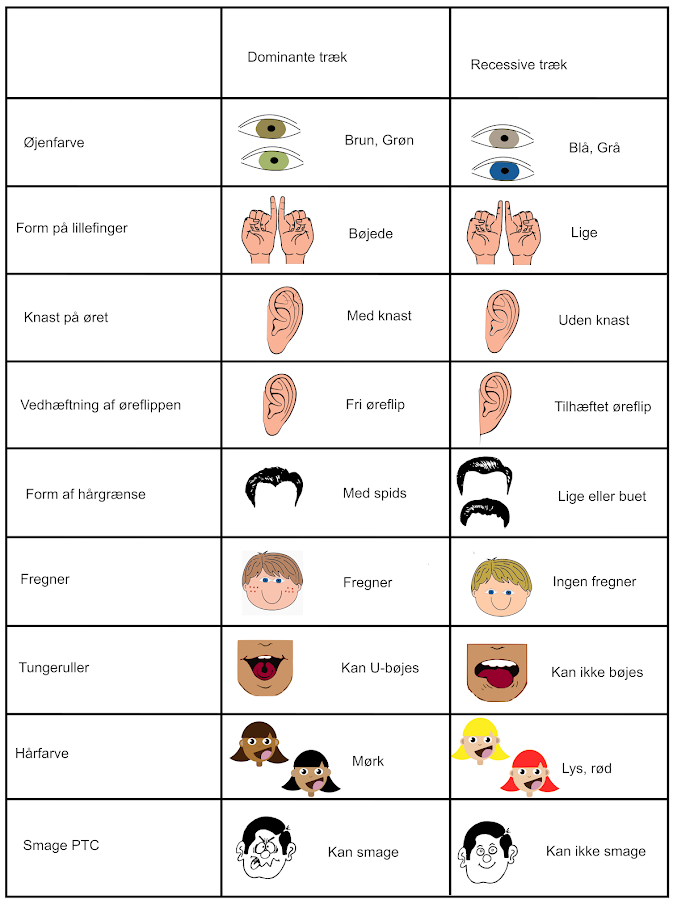 Dominante træk
Recessive træk
Øjenfarve
Brun, Grøn
Blå, Grå
Form på lillefinger
Bøjede
Lige
Knast på øret
Med knast
Uden knast
Vedhæftning af øreflippen
Fri øreflip
Tilhæftet øreflip
Form af hårgrænse
Med spids
Lige eller buet
Fregner
Fregner
Ingen fregner
Tungeruller
Kan U-bøjes
Kan ikke bøjes
Hårfarve
Mørk
Lys, rød
Smage PTC
Kan smage
Kan ikke smage